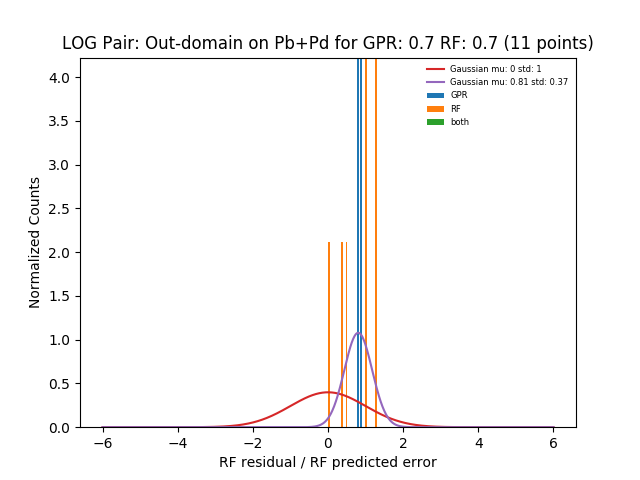 LOG Pair: Out-domain on Pb+Pd for GPR: 0.7 RF: 0.7 (11 points)
Gaussian mu: 0 std: 1
Gaussian mu: 0.81 std: 0.37
GPR
RF
both
Normalized Counts
4.0
3.5
3.0
2.5
2.0
1.5
1.0
0.5
0.0
−6 −4 −2 0 2 4 6
RF residual / RF predicted error